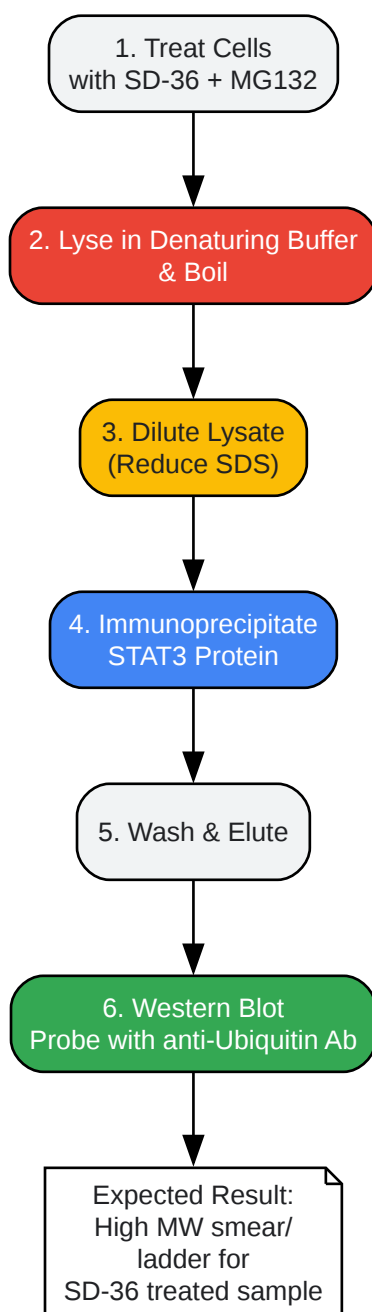 1. Treat Cells
with SD-36 + MG132
2. Lyse in Denaturing Buffer
& Boil
3. Dilute Lysate
(Reduce SDS)
4. Immunoprecipitate
STAT3 Protein
5. Wash & Elute
6. Western Blot
Probe with anti-Ubiquitin Ab
Expected Result:
High MW smear/
ladder for
SD-36 treated sample